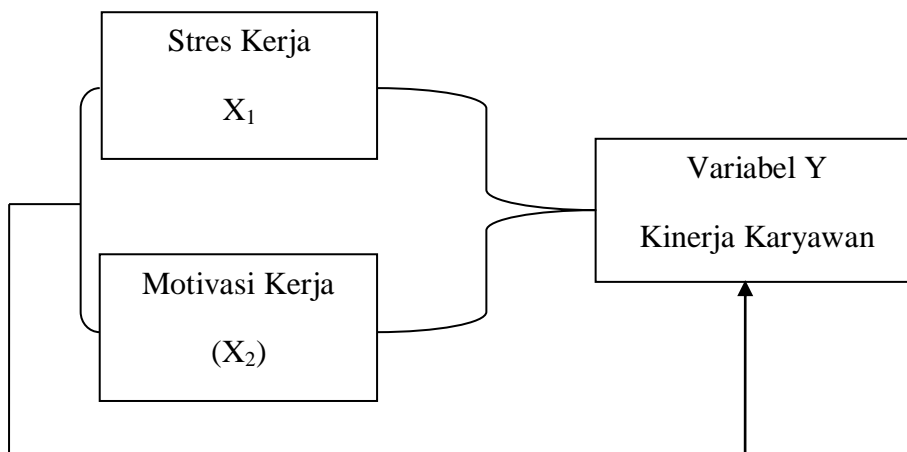 Stres Kerja
X₁
Motivasi Kerja
(X₂)
Variabel Y
Kinerja Karyawan